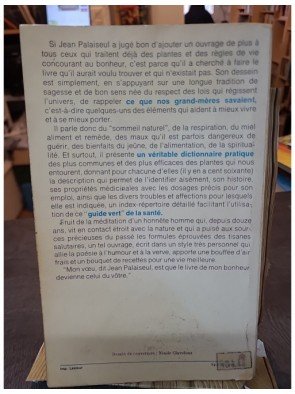 Si Jean Palaiseul a jugé bon d'ajouter un ouvrage de plus à
tous ceux qui traitent déjà des plantes et des règles de vie
concourant au bonheur, c'est parce qu'il a cherché à faire le
livre qu'il aurait voulu trouver et qui n'existait pas. Son dessein
est simplement, en s'appuyant sur une longue tradition de
sagesse et de bon sens né du respect des lois qui régissent
l'univers, de rappeler ce que nos grand-mères savaient,
c'est-à-dire quelques-uns des éléments qui aident à mieux vivre
et à se mieux porter.
Il parle donc du "sommeil naturel", de la respiration, du miel
aliment et remède, des maux qu'il est parfois dangereux de
guérir, des bienfaits du jeûne, de l'alimentation, de la spiritua-
lité. Et surtout, il présente un véritable dictionnaire pratique
des plus communes et des plus efficaces des plantes qui nous
entourent, donnant pour chacune d'elles (il y en a cent soixante)
la description qui permet de l'identifier aisément, son histoire,
ses propriétés médicinales avec les dosages précis pour son
emploi, ainsi que les divers troubles et affections pour lesquels
elle est indiquée, un index-répertoire détaillé facilitant l'utilisa-
tion de ce "guide vert" de la santé.
Fruit de la méditation d'un honnête homme qui, depuis douze
ans, vit en contact étroit avec la nature et qui a puisé aux sour-
ces précieuses du passé les formules éprouvées des tisanes
salutaires, un tel ouvrage, écrit dans un style très personnel qui
allie la poésie à l'humour et à la verve, apporte une bouffée d'air
frais et un bouquet de recettes pour une vie meilleure.
"Mon vœu, dit Jean Palaiseul, est que le livre de mon bonheur
devienne celui du vôtre."
Dessin de couverture :